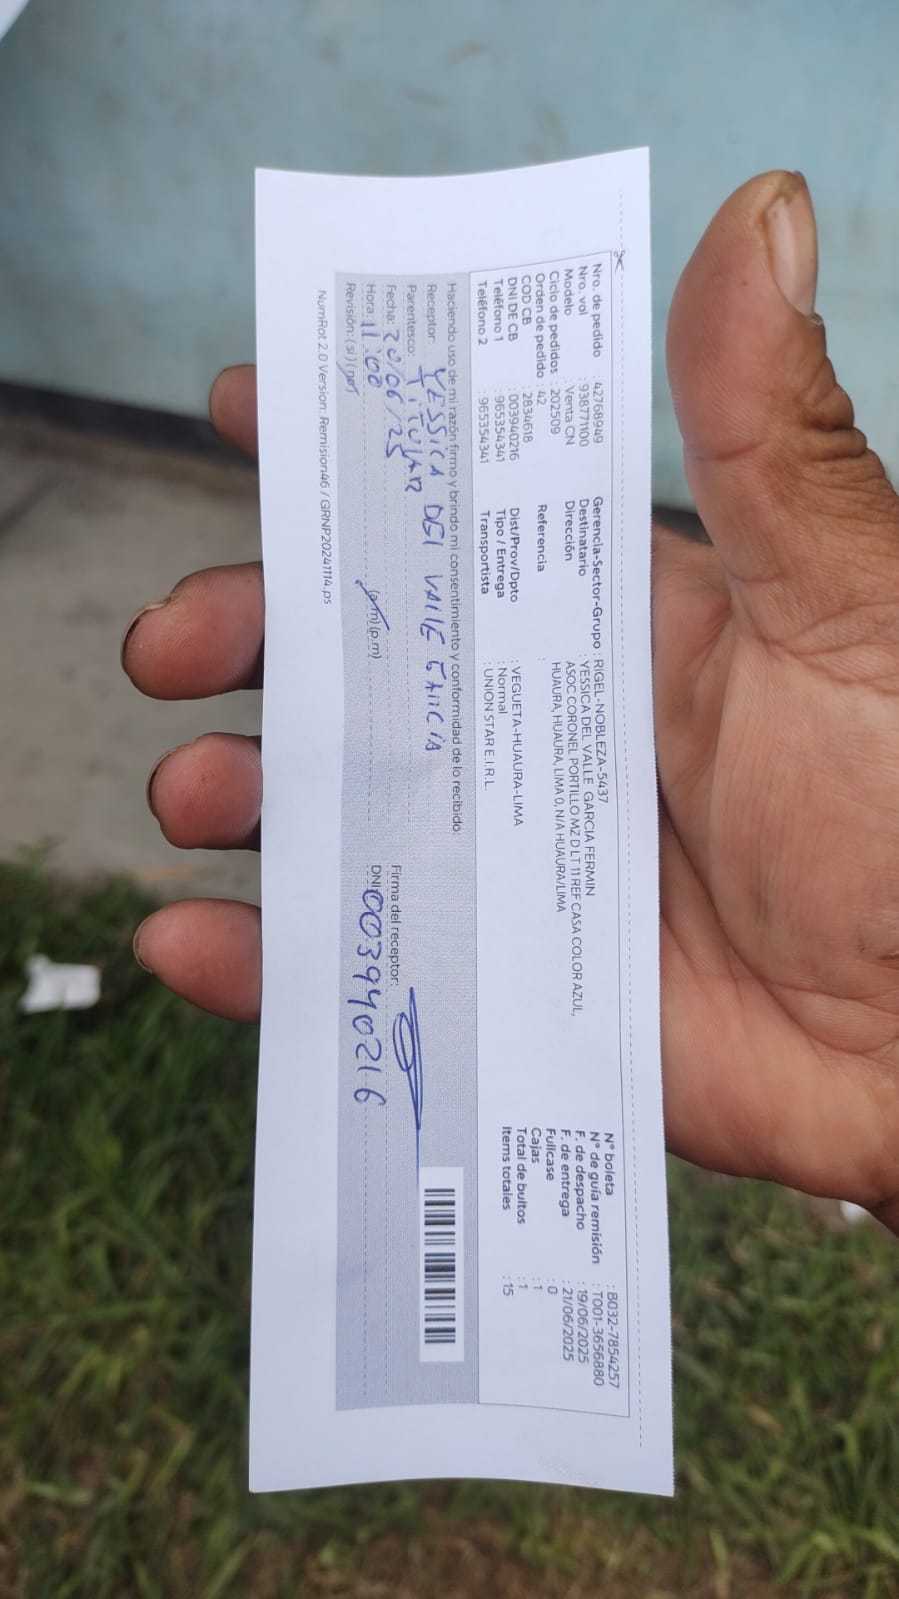 Nro. de pedido : 42768949 Gerencia-Sector-Grupo : RIGEL-NOBLEZA-5437 N° boleta : B032-7854257
Nro. vol : 938771100 Destinatario : YESSICA DEL VALLE GARCIA FERMIN N° de guía remisión : T001-3656880
Modelo : Venta CN Dirección : ASOC CORONEL PORTILLO MZ D LT 11 REF CASA COLOR AZUL, F. de despacho : 19/06/2025
Ciclo de pedidos : 202509 HUAURA, HUAURA, LIMA 0, N/A HUAURA/LIMA F. de entrega : 21/06/2025
Orden de pedido : 42 Referencia : Fullcase : 0
COD CB : 2834618 Cajas : 1
DNI DE CB : 003940216 Dist/Prov/Dpto : VEGUETA-HUAURA-LIMA Total de bultos : 1
Teléfono 1 : 965354341 Tipo / Entrega : Normal Items totales : 15
Teléfono 2 : 965354341 Transportista : UNION STAR E.I.R.L.
Haciendo uso de mi razón firmo y brindo mi consentimiento y conformidad de lo recibido:
Receptor: YESSICA DEL VALLE GARCIA
Parentesco: TITULAR
Fecha: 20/06/25 Firma del receptor:
Hora: 11:00 (a.m) (p.m) DNI 003940216
Revisión: (si) (no)
NumRot 2.0 Version: Remision46 / GRNP20241114.ps